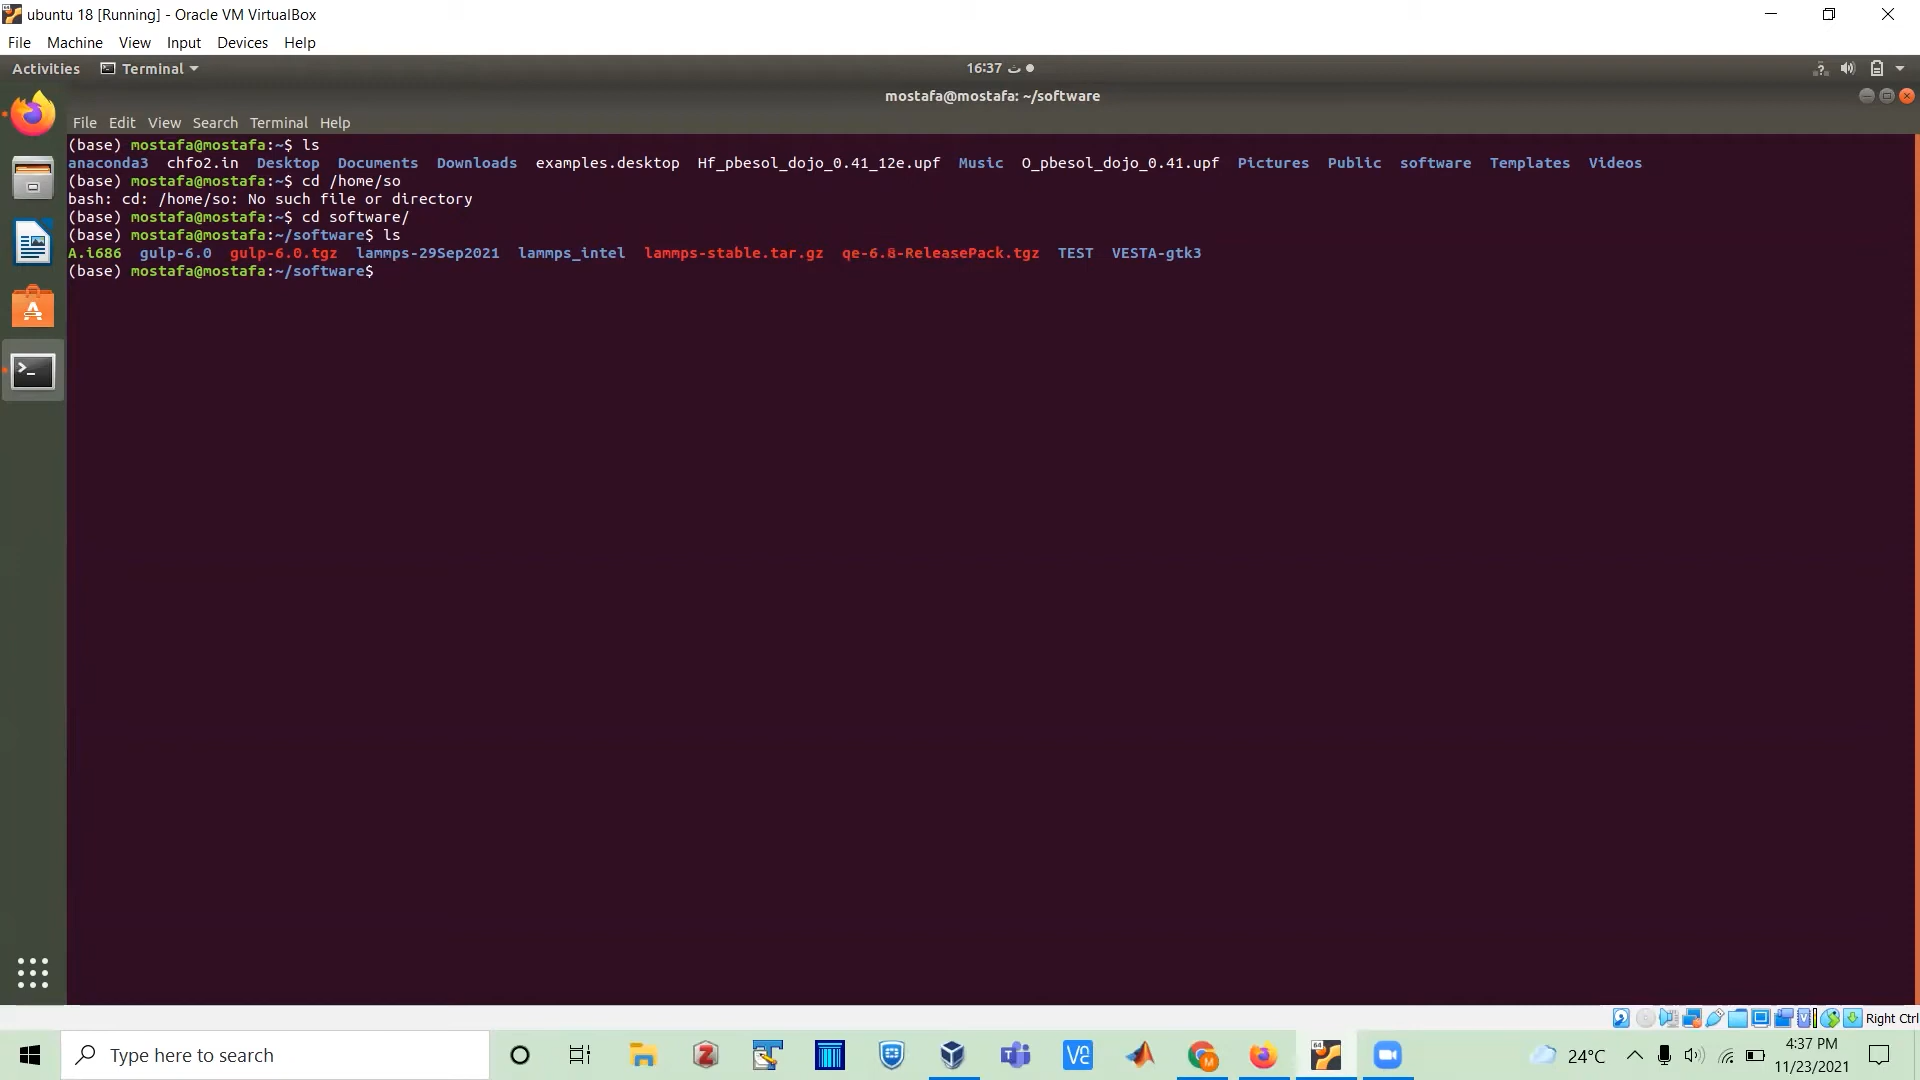 ubuntu 18 [Running] - Oracle VM VirtualBox
File Machine View Input Devices Help
Activities Terminal 16:37 ث
mostafa@mostafa: ~/software
File Edit View Search Terminal Help
(base) mostafa@mostafa:~$ ls
anaconda3 chfo2.in Desktop Documents Downloads examples.desktop Hf_pbesol_dojo_0.41_12e.upf Music O_pbesol_dojo_0.41.upf Pictures Public software Templates Videos
(base) mostafa@mostafa:~$ cd /home/so
bash: cd: /home/so: No such file or directory
(base) mostafa@mostafa:~$ cd software/
(base) mostafa@mostafa:~/software$ ls
A.i686 gulp-6.0 gulp-6.0.tgz lammps-29Sep2021 lammps_intel lammps-stable.tar.gz qe-6.8-ReleasePack.tgz TEST VESTA-gtk3
(base) mostafa@mostafa:~/software$
Right Ctrl
Type here to search
24°C
4:37 PM
11/23/2021